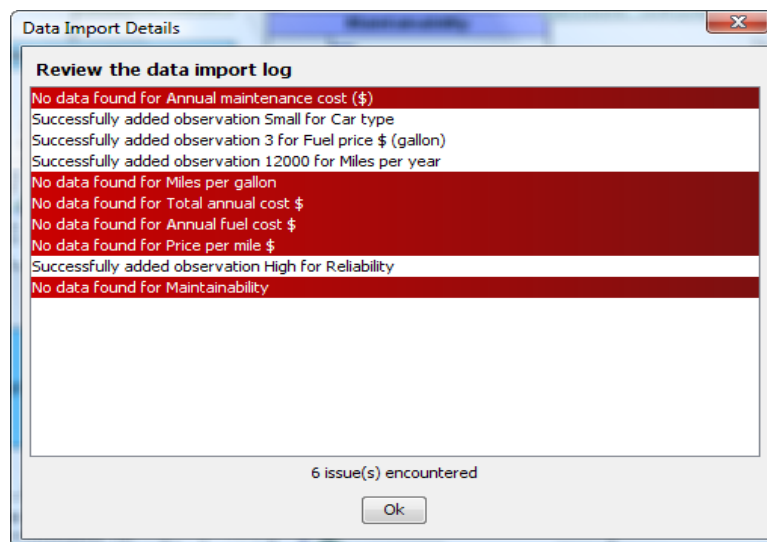 Data Import Details
Maintainability
Review the data import log
No data found for Annual maintenance cost ($)
Successfully added observation Small for Car type
Successfully added observation 3 for Fuel price $ (gallon)
Successfully added observation 12000 for Miles per year
No data found for Miles per gallon
No data found for Total annual cost $
No data found for Annual fuel cost $
No data found for Price per mile $
Successfully added observation High for Reliability
No data found for Maintainability
6 issue(s) encountered
Ok